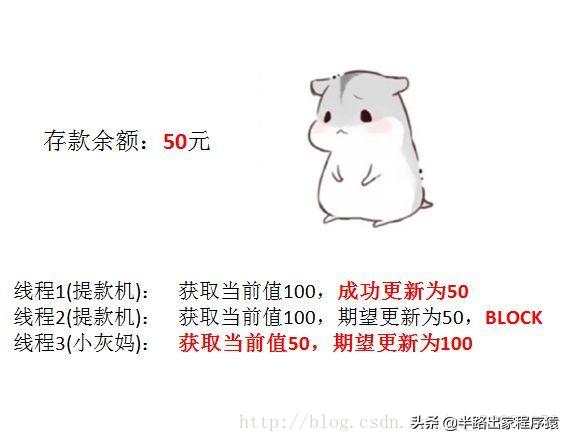 存款余额：50元
线程1(提款机)： 获取当前值100，成功更新为50
线程2(提款机)： 获取当前值100，期望更新为50，BLOCK
线程3(小灰妈)： 获取当前值50，期望更新为100
http://blog.csdn.
头条 @半路出家程序猿